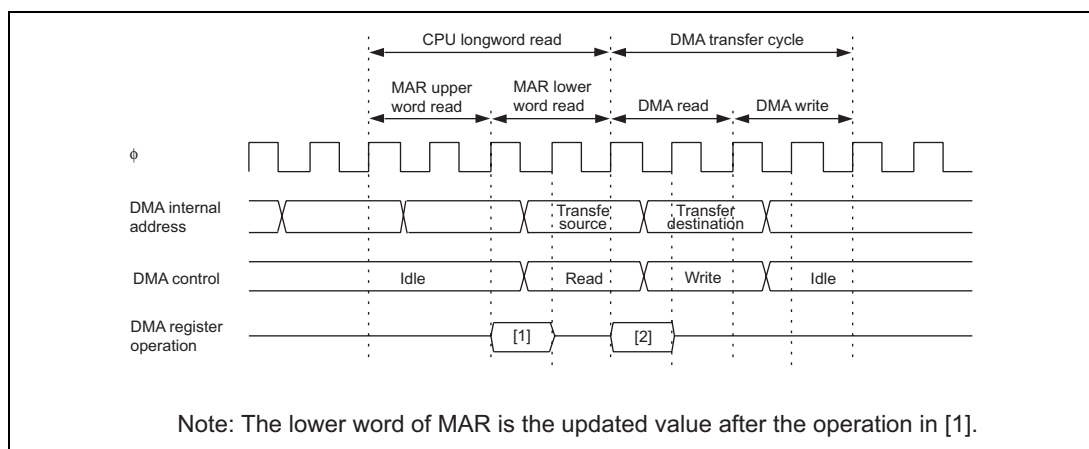 CPU longword read DMA transfer cycle
MAR upper MAR lower
word read word read DMA read DMA write
ϕ
DMA internal Transfe Transfer
address source destination
DMA control Idle Read Write Idle
DMA register
operation [1] [2]
Note: The lower word of MAR is the updated value after the operation in [1].